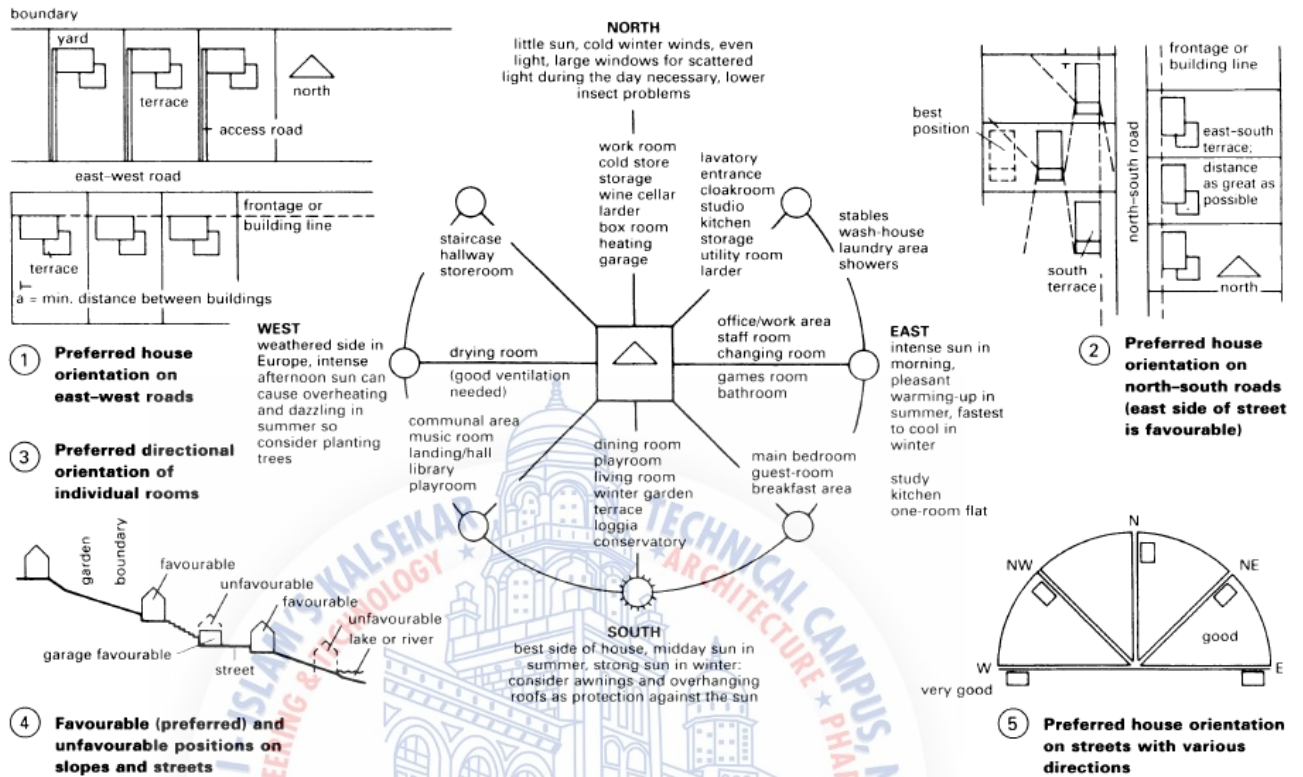 boundary
yard
terrace
north
access road
east–west road
frontage or
building line
terrace
a = min. distance between buildings
1
Preferred house
orientation on
east–west roads
3
Preferred directional
orientation of
individual rooms
NORTH
little sun, cold winter winds, even
light, large windows for scattered
light during the day necessary, lower
insect problems
staircase
hallway
storeroom
work room
cold store
storage
wine cellar
larder
box room
heating
garage
lavatory
entrance
cloakroom
studio
kitchen
storage
utility room
larder
stables
wash-house
laundry area
showers
WEST
weathered side in
Europe, intense
afternoon sun can
cause overheating
and dazzling in
summer so
consider planting
trees
drying room
(good ventilation
needed)
office/work area
staff room
changing room
games room
bathroom
EAST
intense sun in
morning,
pleasant
warming-up in
summer, fastest
to cool in
winter
study
kitchen
one-room flat
communal area
music room
landing/hall
library
playroom
dining room
playroom
living room
winter garden
terrace
loggia
conservatory
main bedroom
guest-room
breakfast area
SOUTH
best side of house, midday sun in
summer, strong sun in winter:
consider awnings and overhanging
roofs as protection against the sun
best
position
south
terrace
north–south road
frontage or
building line
east–south
terrace;
distance
as great as
possible
north
2
Preferred house
orientation on
north–south roads
(east side of street
is favourable)
garden
boundary
favourable
unfavourable
favourable
unfavourable
lake or river
garage favourable
street
4
Favourable (preferred) and
unfavourable positions on
slopes and streets
N
NW
NE
good
W
E
very good
5
Preferred house orientation
on streets with various
directions
ISLAM'S KALSEKAR TECHNICAL CAMPUS,
ENGINEERING & TECHNOLOGY ★ ★ ARCHITECTURE ★